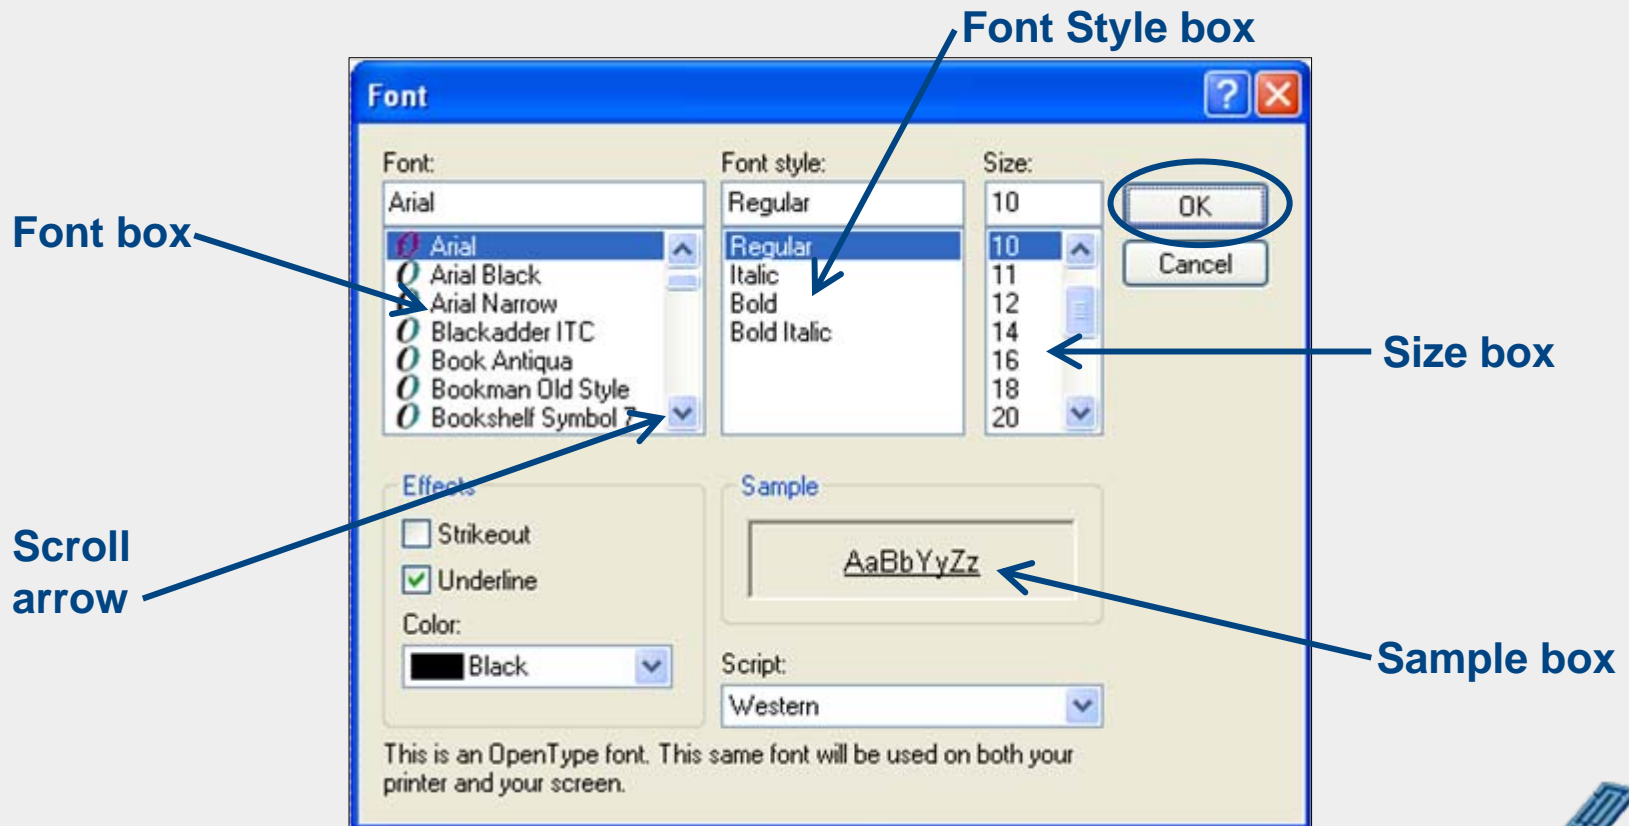 Font Style box
Font
Font:
Font style:
Size:
Arial
Regular
10
OK
Cancel
Font box
Arial
Arial Black
Arial Narrow
Blackadder ITC
Book Antiqua
Bookman Old Style
Bookshelf Symbol 7
Regular
Italic
Bold
Bold Italic
10
11
12
14
16
18
20
Size box
Effects
Strikeout
Underline
Color:
Black
Scroll
arrow
Sample
AaBbYyZz
Sample box
Script:
Western
This is an OpenType font. This same font will be used on both your
printer and your screen.